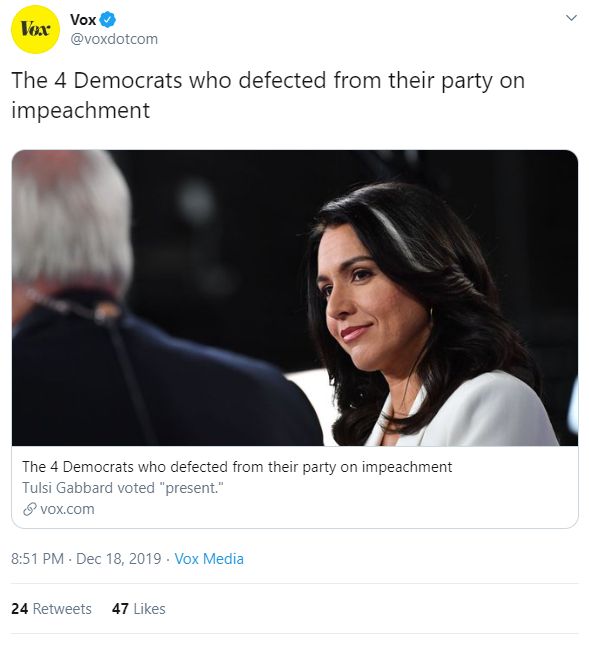 Vox
Vox
@voxdotcom
The 4 Democrats who defected from their party on
impeachment
The 4 Democrats who defected from their party on impeachment
Tulsi Gabbard voted "present."
vox.com
8:51 PM · Dec 18, 2019 · Vox Media
24 Retweets 47 Likes